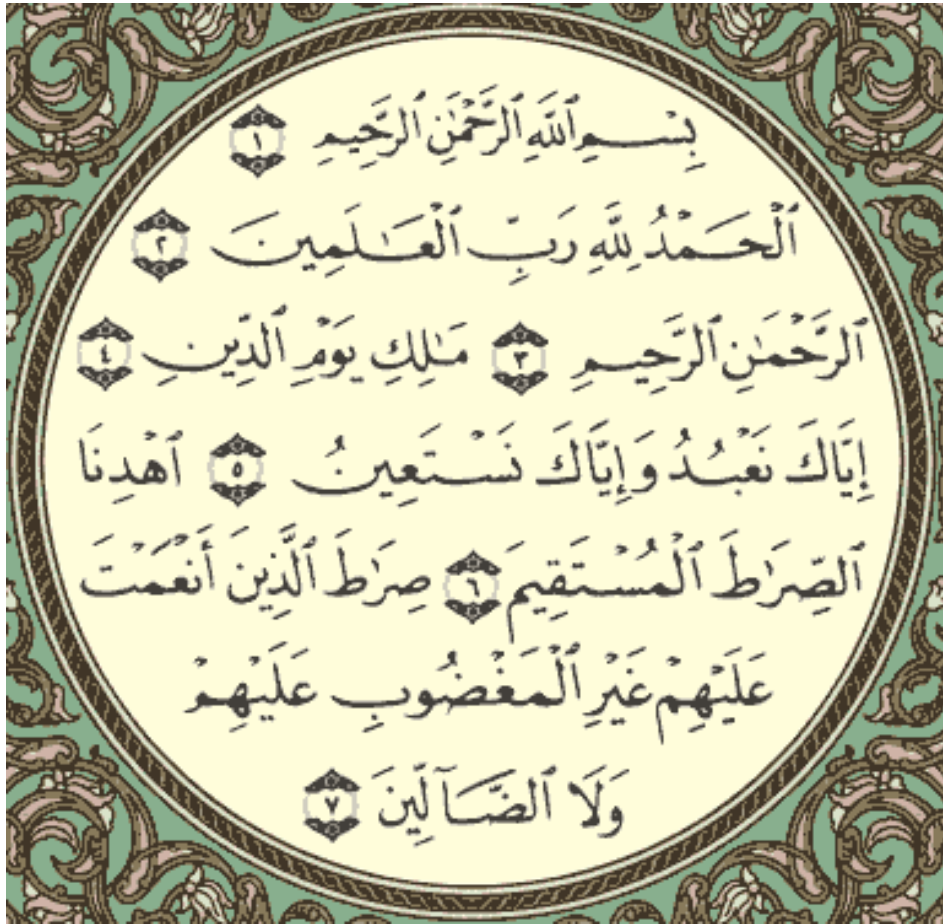 بِسْمِ ٱللَّهِ ٱلرَّحْمَٰنِ ٱلرَّحِيمِ ١
ٱلْحَمْدُ لِلَّهِ رَبِّ ٱلْعَٰلَمِينَ ٢
ٱلرَّحْمَٰنِ ٱلرَّحِيمِ ٣ مَٰلِكِ يَوْمِ ٱلدِّينِ ٤
إِيَّاكَ نَعْبُدُ وَإِيَّاكَ نَسْتَعِينُ ٥ ٱهْدِنَا
ٱلصِّرَٰطَ ٱلْمُسْتَقِيمَ ٦ صِرَٰطَ ٱلَّذِينَ أَنْعَمْتَ
عَلَيْهِمْ غَيْرِ ٱلْمَغْضُوبِ عَلَيْهِمْ
وَلَا ٱلضَّآلِّينَ ٧